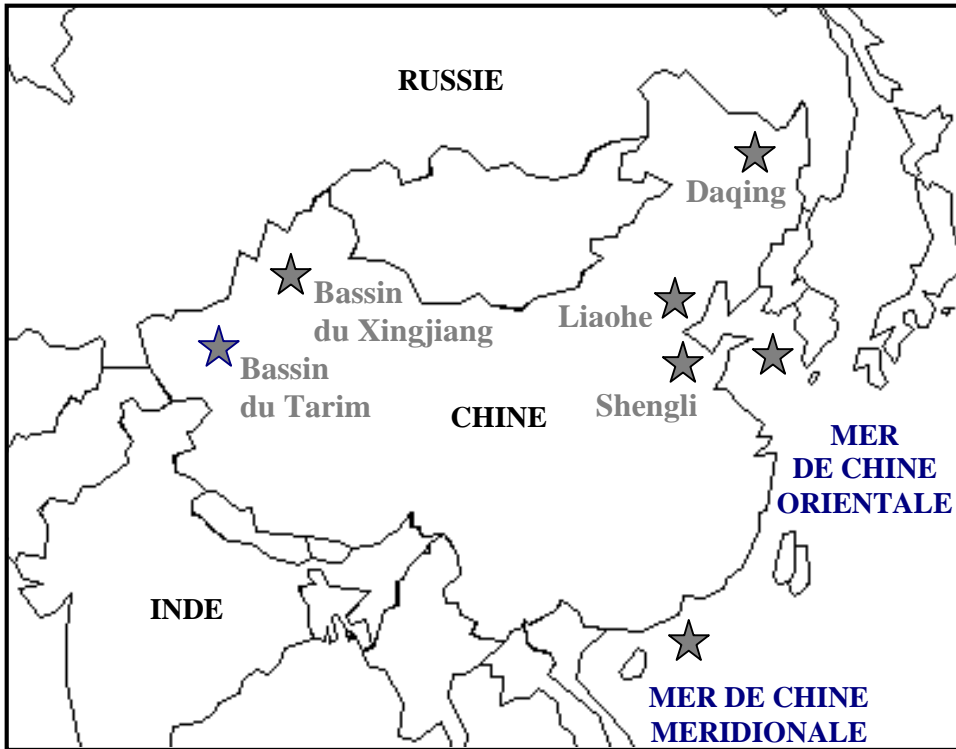 RUSSIE
Daqing
Bassin
du Xingjiang
Liaohe
Bassin
du Tarim
Shengli
CHINE
MER
DE CHINE
ORIENTALE
INDE
MER DE CHINE
MERIDIONALE